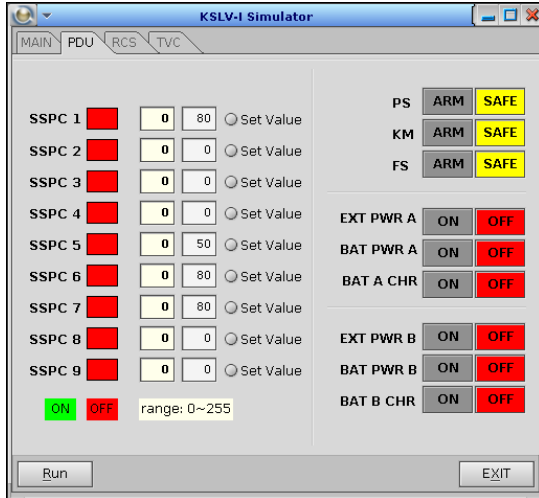 KSLV-I Simulator
MAIN PDU RCS TVC
SSPC 1 0 80 Set Value
SSPC 2 0 0 Set Value
SSPC 3 0 0 Set Value
SSPC 4 0 0 Set Value
SSPC 5 0 50 Set Value
SSPC 6 0 80 Set Value
SSPC 7 0 80 Set Value
SSPC 8 0 0 Set Value
SSPC 9 0 0 Set Value
ON OFF range: 0~255
PS ARM SAFE
KM ARM SAFE
FS ARM SAFE
EXT PWR A ON OFF
BAT PWR A ON OFF
BAT A CHR ON OFF
EXT PWR B ON OFF
BAT PWR B ON OFF
BAT B CHR ON OFF
Run EXIT